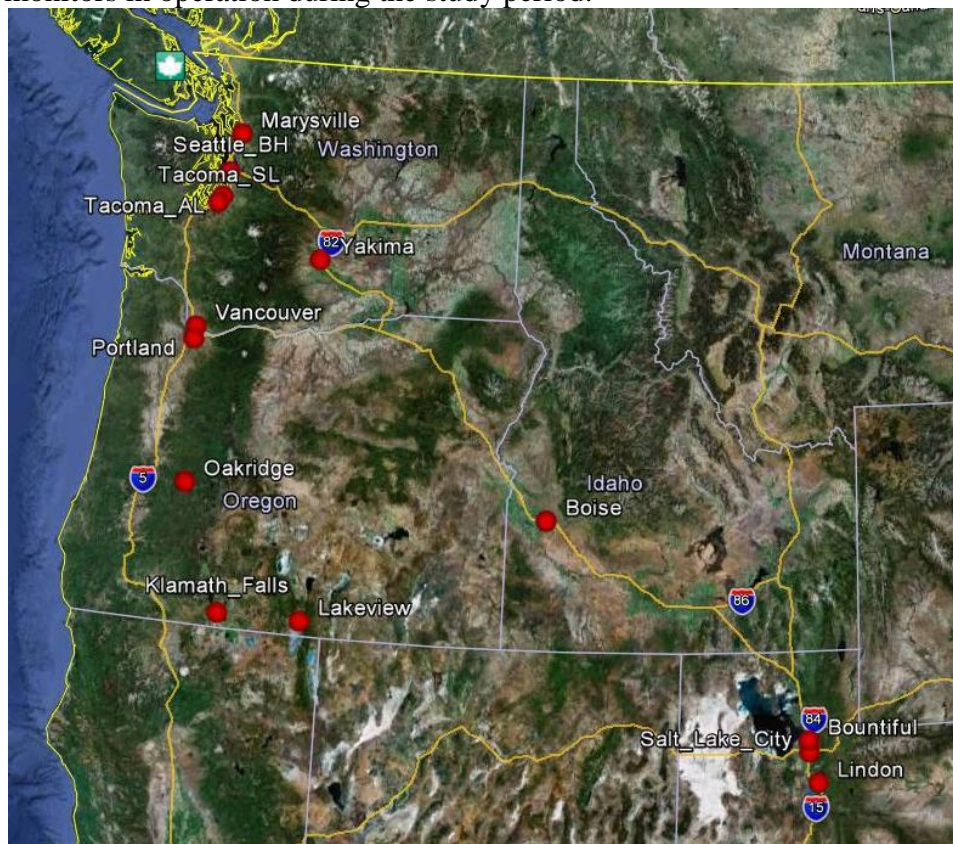 monitors in operation during the study period.
Marysville
Seattle_BH
Washington
Tacoma_SL
Tacoma_AL
82
Yakima
Montana
Vancouver
Portland
Oakridge
5
Oregon
Idaho
Boise
Klamath_Falls
Lakeview
86
84
Bountiful
Salt_Lake_City
Lindon
15